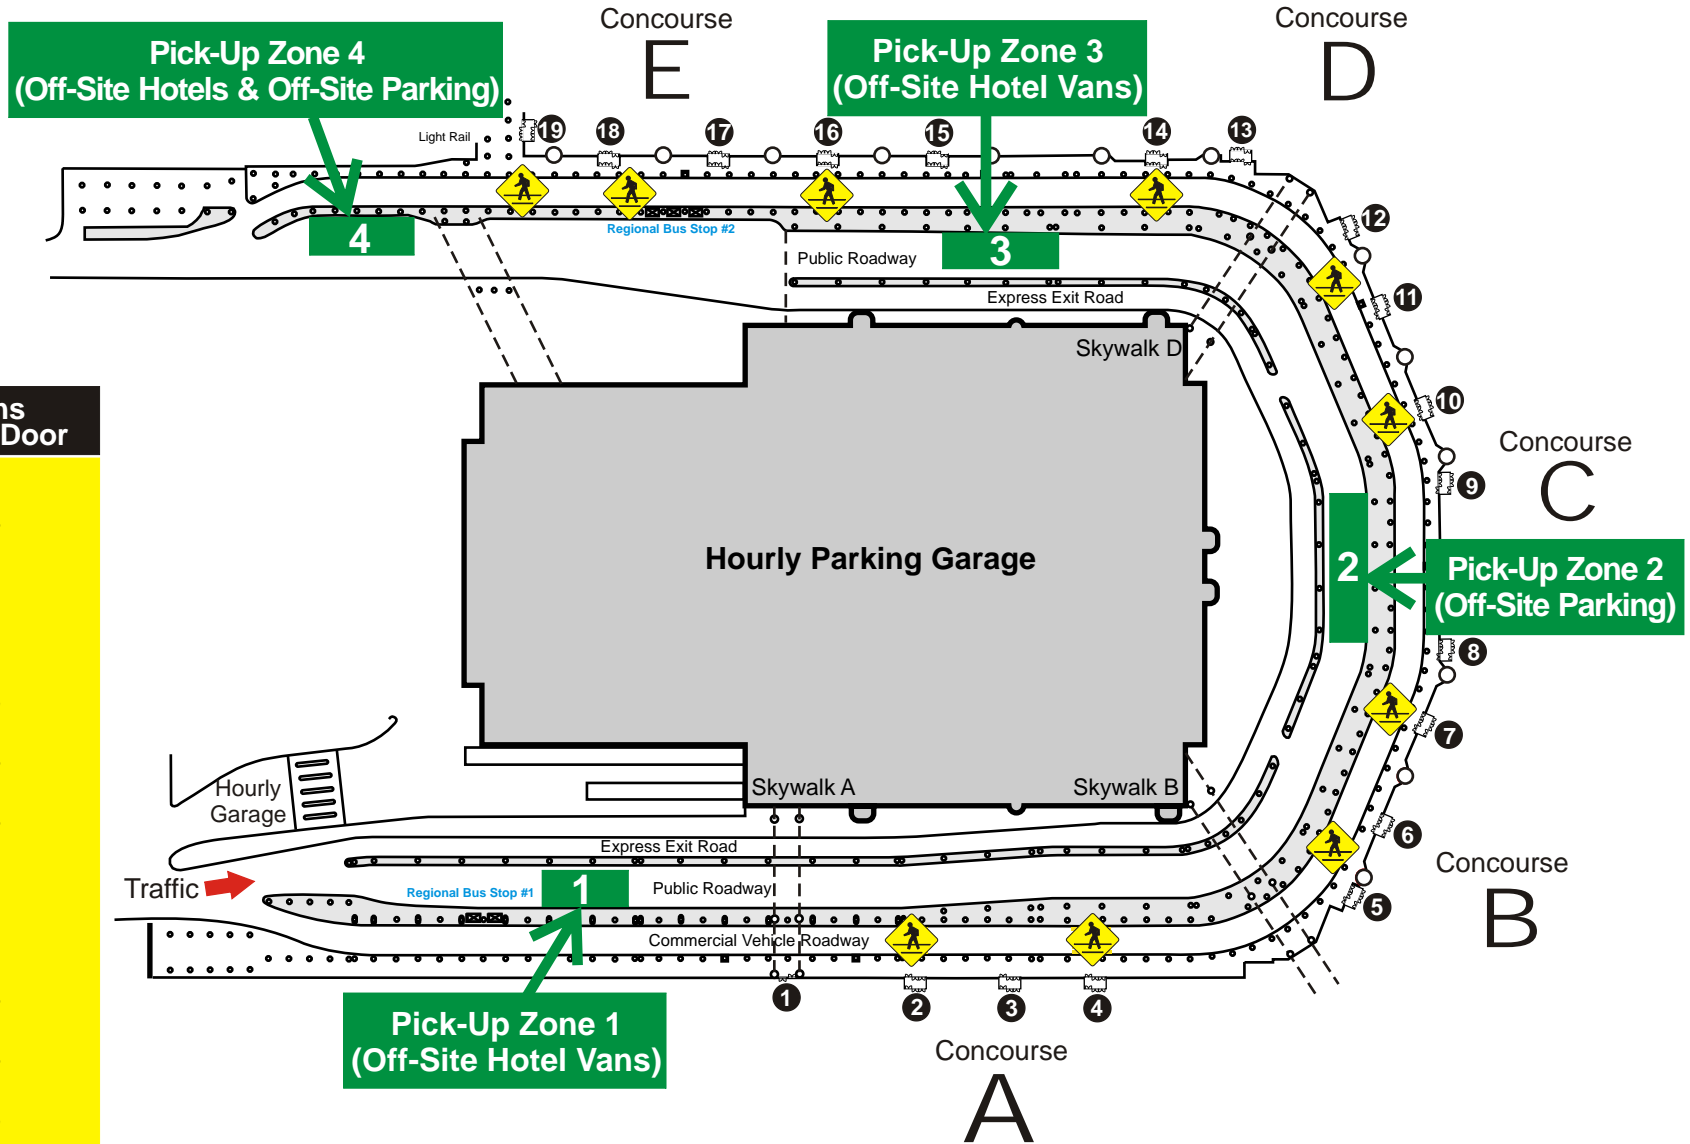 Concourse
E
Concourse
D
Pick-Up Zone 4
(Off-Site Hotels & Off-Site Parking)
Pick-Up Zone 3
(Off-Site Hotel Vans)
Light Rail
19
18
17
16
15
14
13
12
11
10
9
8
7
6
5
4
3
2
1
4
Regional Bus Stop #2
3
Public Roadway
Express Exit Road
Skywalk D
Door
Concourse
C
Hourly Parking Garage
2
Pick-Up Zone 2
(Off-Site Parking)
Skywalk A
Skywalk B
Hourly
Garage
Express Exit Road
Traffic
Regional Bus Stop #1
1
Public Roadway
Commercial Vehicle Roadway
Concourse
B
Pick-Up Zone 1
(Off-Site Hotel Vans)
Concourse
A